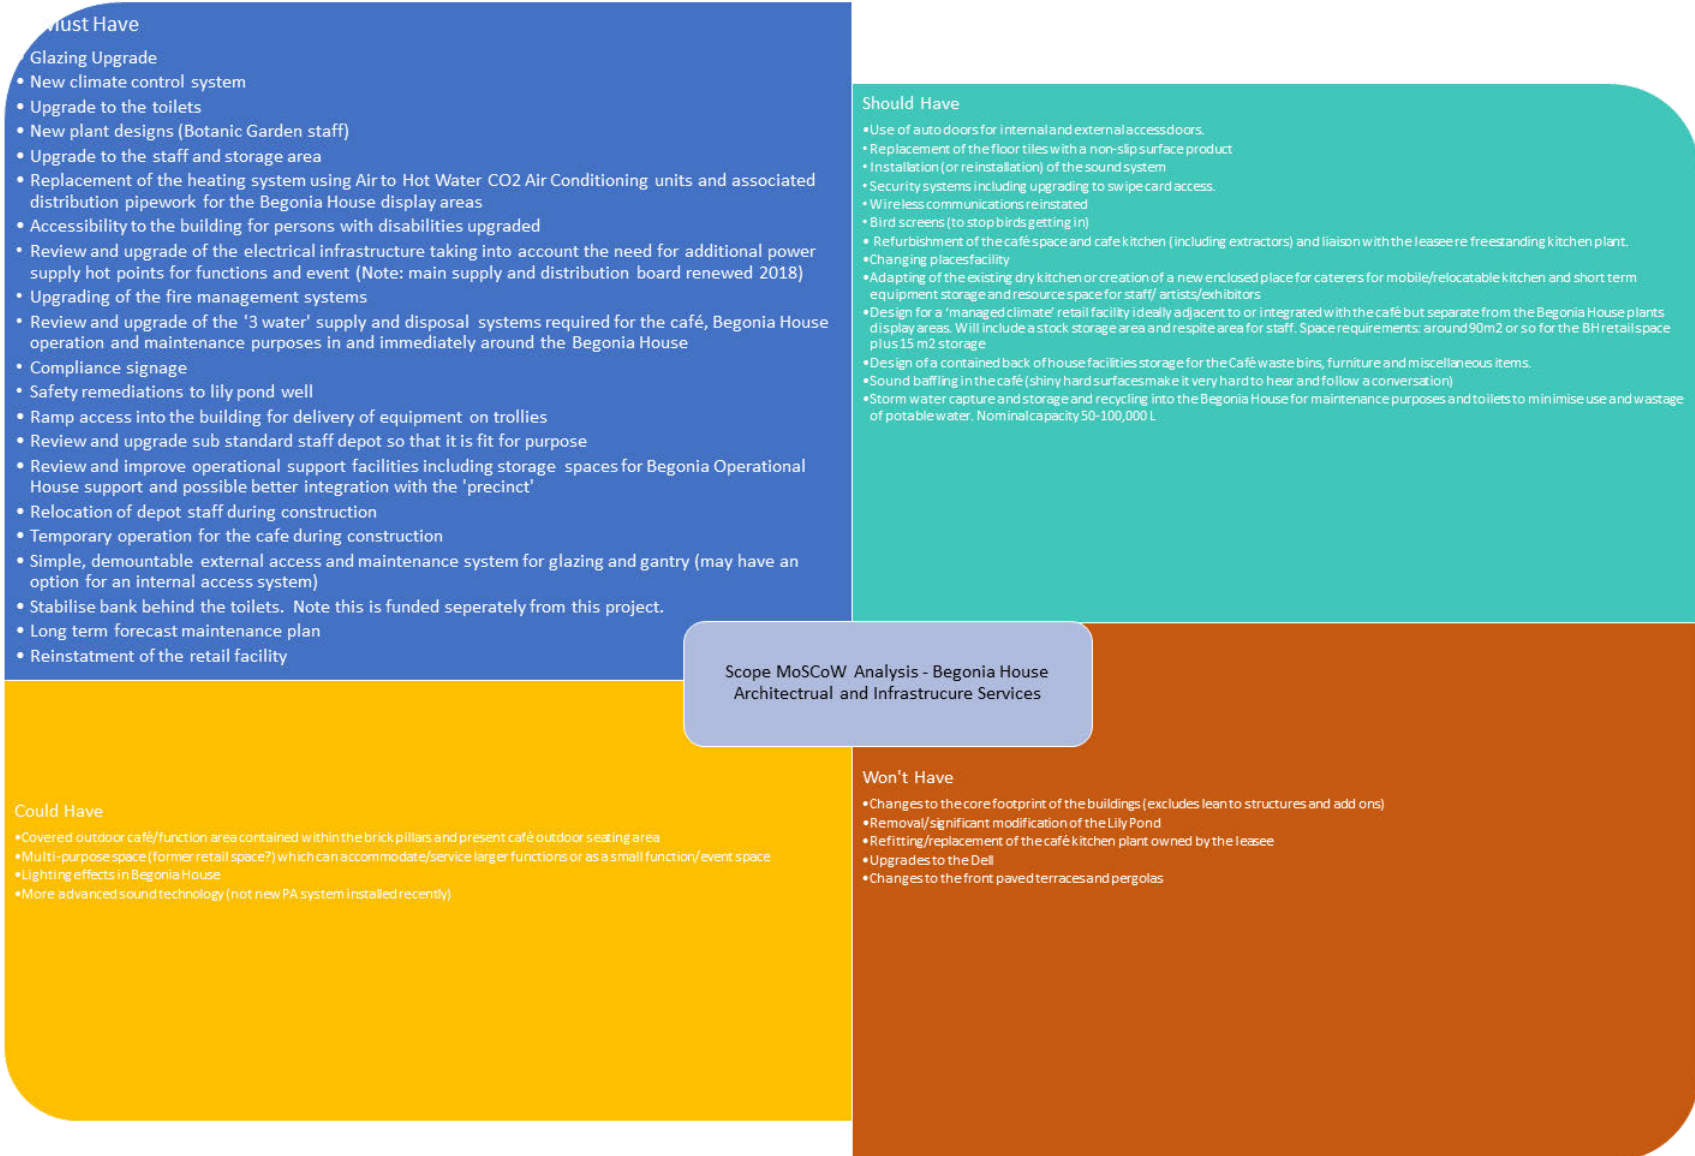 Must Have
• Glazing Upgrade
• New climate control system
• Upgrade to the toilets
• New plant designs (Botanic Garden staff)
• Upgrade to the staff and storage area
• Replacement of the heating system using Air to Hot Water CO2 Air Conditioning units and associated
distribution pipework for the Begonia House display areas
• Accessibility to the building for persons with disabilities upgraded
• Review and upgrade of the electrical infrastructure taking into account the need for additional power
supply hot points for functions and event (Note: main supply and distribution board renewed 2018)
• Upgrading of the fire management systems
• Review and upgrade of the '3 water' supply and disposal systems required for the café, Begonia House
operation and maintenance purposes in and immediately around the Begonia House
• Compliance signage
• Safety remediations to lily pond well
• Ramp access into the building for delivery of equipment on trollies
• Review and upgrade sub standard staff depot so that it is fit for purpose
• Review and improve operational support facilities including storage spaces for Begonia Operational
House support and possible better integration with the 'precinct'
• Relocation of depot staff during construction
• Temporary operation for the cafe during construction
• Simple, demountable external access and maintenance system for glazing and gantry (may have an
option for an internal access system)
• Stabilise bank behind the toilets. Note this is funded seperately from this project.
• Long term forecast maintenance plan
• Reinstatment of the retail facility
Should Have
•Use of auto doors for internal and external access doors.
•Replacement of the floor tiles with a non-slip surface product
•Installation (or reinstallation) of the sound system
•Security systems including upgrading to swipe card access.
•Wireless communications reinstated
•Bird screens (to stop birds getting in)
• Refurbishment of the café space and cafe kitchen (including extractors) and liaison with the leasee re freestanding kitchen plant.
•Changing places facility
•Adapting of the existing dry kitchen or creation of a new enclosed place for caterers for mobile/relocatable kitchen and short term
equipment storage and resource space for staff/ artists/exhibitors
•Design for a 'managed climate' retail facility ideally adjacent to or integrated with the café but separate from the Begonia House plants
display areas. Will include a stock storage area and respite area for staff. Space requirements: around 90m2 or so for the BH retail space
plus 15 m2 storage
•Design of a contained back of house facilities storage for the Café waste bins, furniture and miscellaneous items.
•Sound baffling in the café (shiny hard surfaces make it very hard to hear and follow a conversation)
•Storm water capture and storage and recycling into the Begonia House for maintenance purposes and toilets to minimise use and wastage
of potable water. Nominal capacity 50-100,000 L
Scope MoSCoW Analysis - Begonia House
Architectrual and Infrastrucure Services
Could Have
•Covered outdoor café/function area contained within the brick pillars and present café outdoor seating area
•Multi-purpose space (former retail space?) which can accommodate/service larger functions or as a small function/event space
•Lighting effects in Begonia House
•More advanced sound technology (not new PA system installed recently)
Won't Have
•Changes to the core footprint of the buildings (excludes lean to structures and add ons)
•Removal/significant modification of the Lily Pond
•Refitting/replacement of the café kitchen plant owned by the leasee
•Upgrades to the Dell
•Changes to the front paved terraces and pergolas